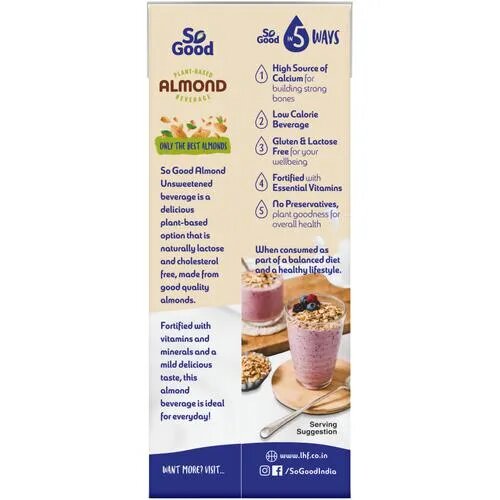 So
Good
PLANT-BASED
ALMOND
BEVERAGE
ONLY THE BEST ALMONDS
So Good Almond
Unsweetened
beverage is a
delicious
plant-based
option that is
naturally lactose
and cholesterol
free, made from
good quality
almonds.
Fortified with
vitamins and
minerals and a
mild delicious
taste, this
almond
beverage is ideal
for everyday!
WANT MORE? VISIT...
So
Good
IN 5 WAYS
1 High Source of
Calcium for
building strong
bones
2 Low Calorie
Beverage
3 Gluten & Lactose
Free for your
wellbeing
4 Fortified with
Essential Vitamins
5 No Preservatives,
plant goodness for
overall health
When consumed as
part of a balanced diet
and a healthy lifestyle.
Serving
Suggestion
www.lhf.co.in
/SoGoodIndia